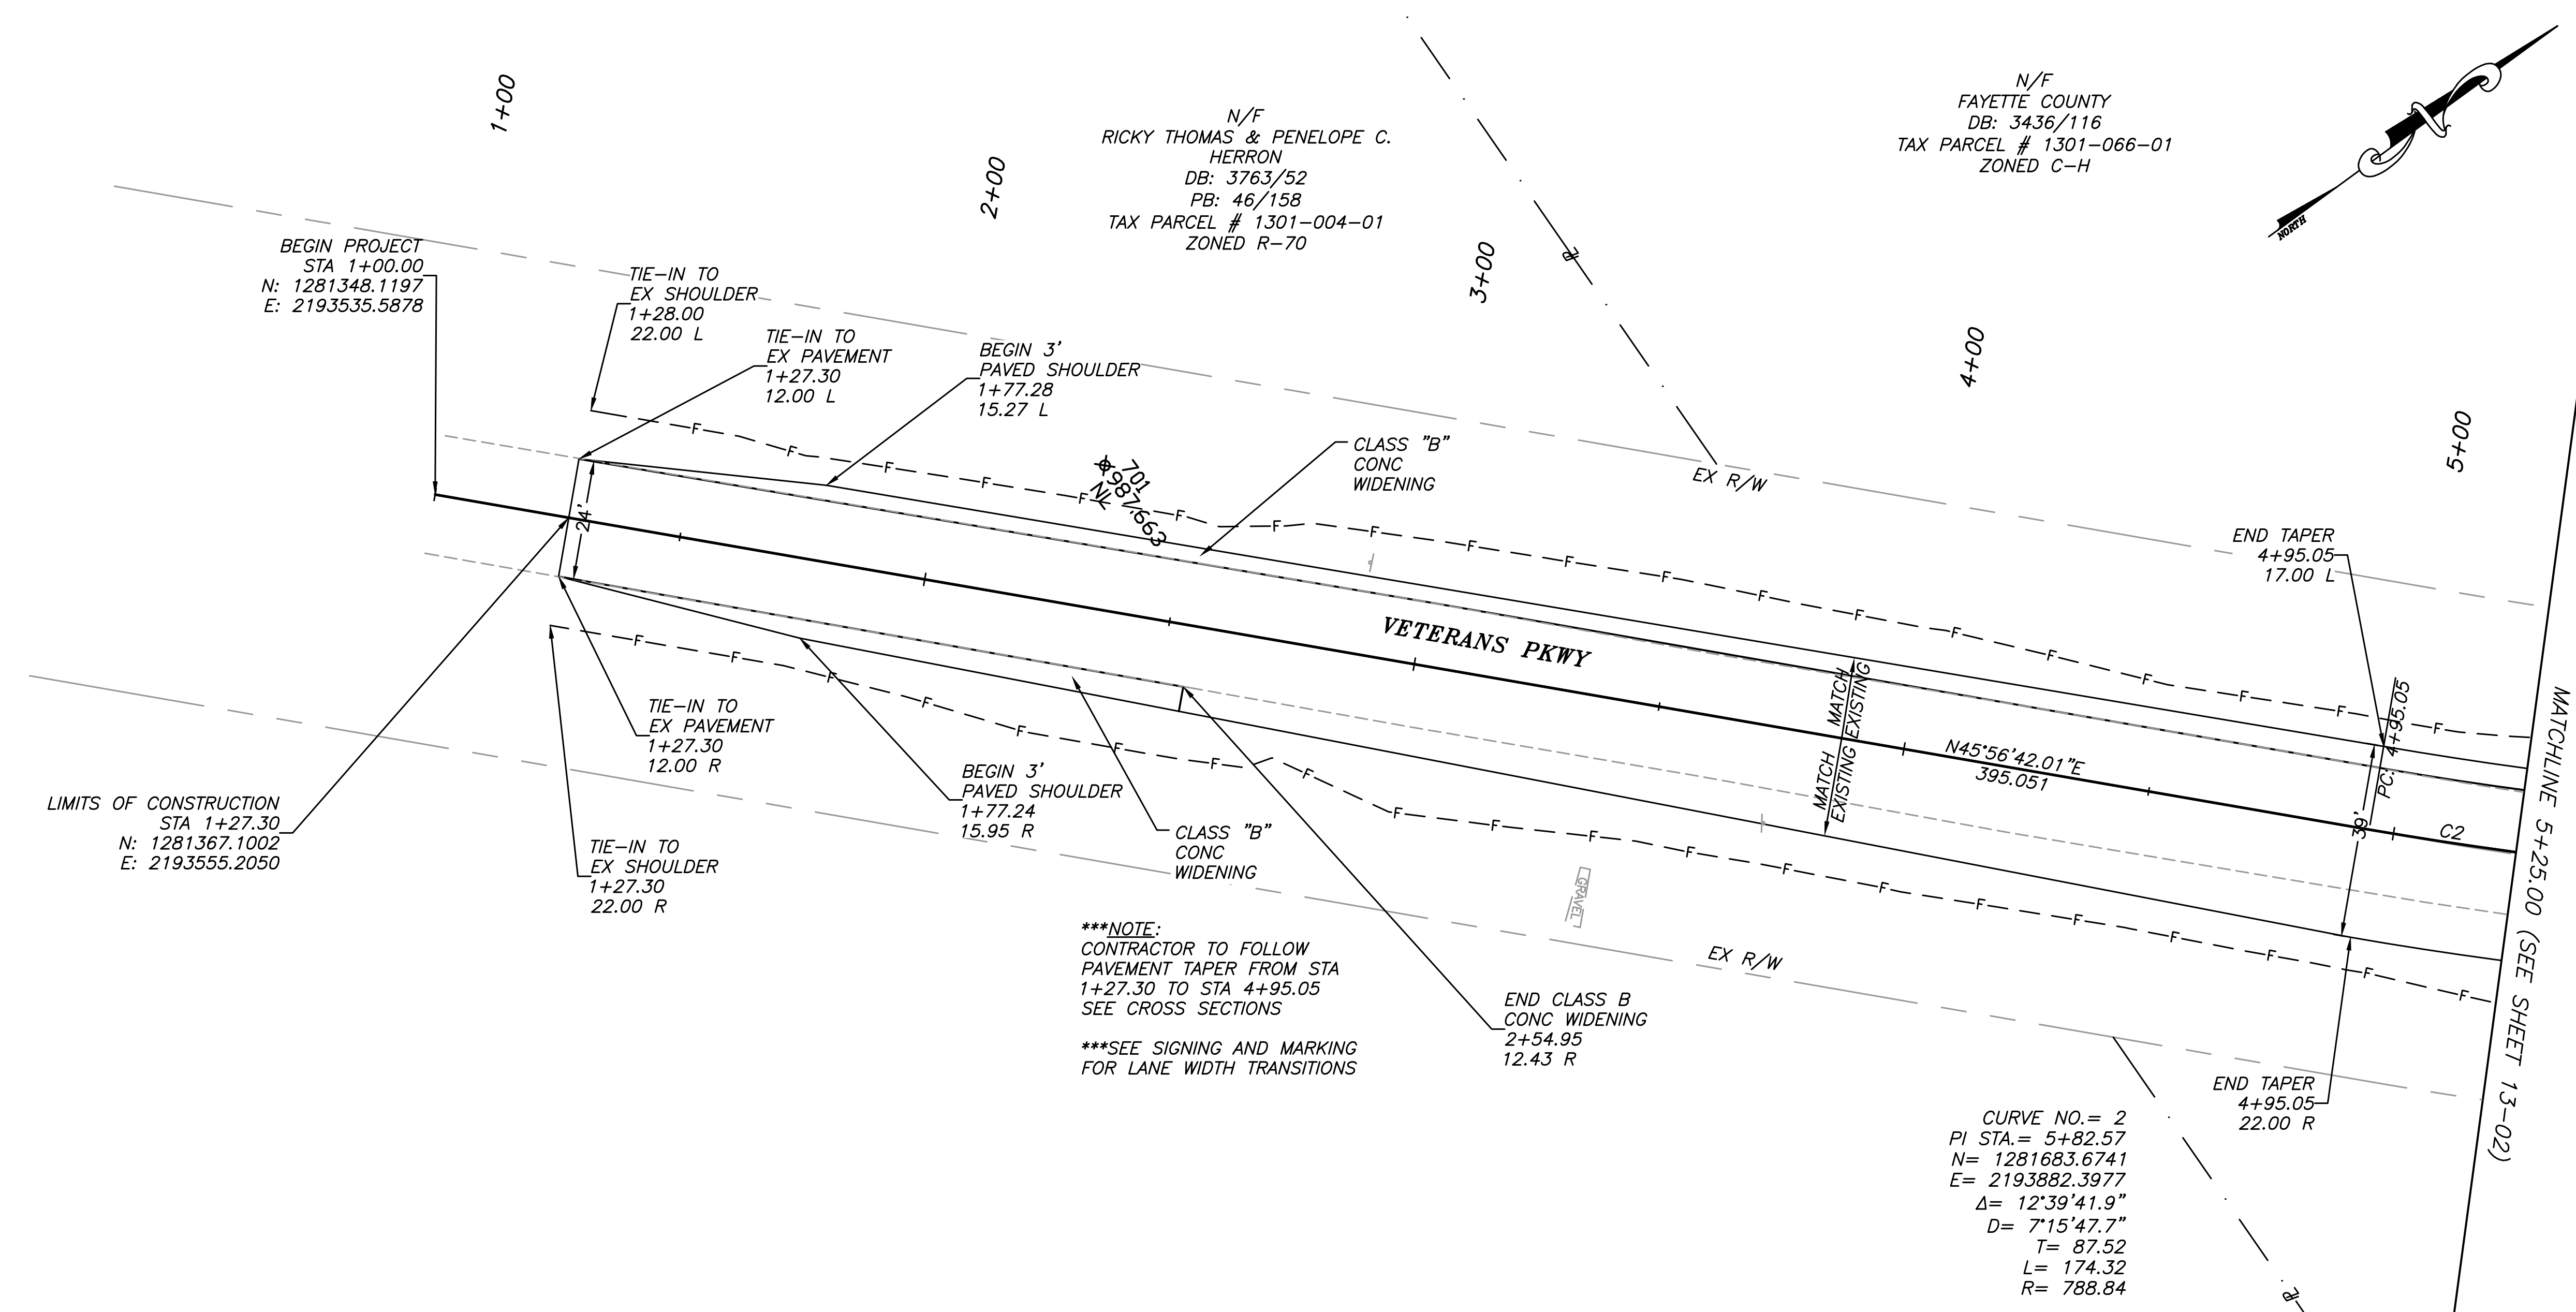 1+00
2+00
3+00
4+00
5+00
N/F
RICKY THOMAS & PENELOPE C.
HERRON
DB: 3763/52
PB: 46/158
TAX PARCEL # 1301-004-01
ZONED R-70
N/F
FAYETTE COUNTY
DB: 3436/116
TAX PARCEL # 1301-066-01
ZONED C-H
NORTH
BEGIN PROJECT
STA 1+00.00
N: 1281348.1197
E: 2193535.5878
TIE-IN TO
EX SHOULDER
1+28.00
22.00 L
TIE-IN TO
EX PAVEMENT
1+27.30
12.00 L
BEGIN 3'
PAVED SHOULDER
1+77.28
15.27 L
701
987.663
NL
CLASS "B"
CONC
WIDENING
EX R/W
END TAPER
4+95.05
17.00 L
24'
VETERANS PKWY
MATCH EXISTING
MATCH EXISTING
N45°56'42.01"E
395.051
PC: 4+95.05
39'
C2
MATCHLINE 5+25.00 (SEE SHEET 13-02)
LIMITS OF CONSTRUCTION
STA 1+27.30
N: 1281367.1002
E: 2193555.2050
TIE-IN TO
EX PAVEMENT
1+27.30
12.00 R
TIE-IN TO
EX SHOULDER
1+27.30
22.00 R
BEGIN 3'
PAVED SHOULDER
1+77.24
15.95 R
CLASS "B"
CONC
WIDENING
GRAVEL
EX R/W
***NOTE:
CONTRACTOR TO FOLLOW
PAVEMENT TAPER FROM STA
1+27.30 TO STA 4+95.05
SEE CROSS SECTIONS
***SEE SIGNING AND MARKING
FOR LANE WIDTH TRANSITIONS
END CLASS B
CONC WIDENING
2+54.95
12.43 R
END TAPER
4+95.05
22.00 R
CURVE NO.= 2
PI STA.= 5+82.57
N= 1281683.6741
E= 2193882.3977
Δ= 12°39'41.9"
D= 7°15'47.7"
T= 87.52
L= 174.32
R= 788.84